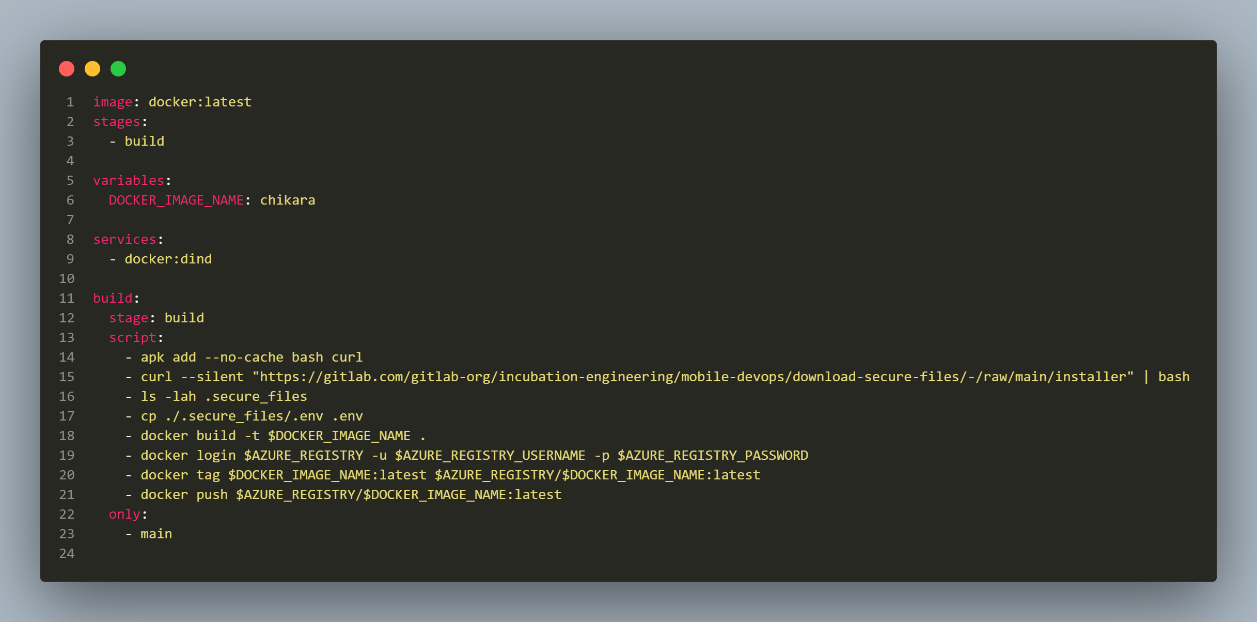 1 image: docker:latest
2 stages:
3   - build
4
5 variables:
6   DOCKER_IMAGE_NAME: chikara
7
8 services:
9   - docker:dind
10
11 build:
12   stage: build
13   script:
14     - apk add --no-cache bash curl
15     - curl --silent "https://gitlab.com/gitlab-org/incubation-engineering/mobile-devops/download-secure-files/-/raw/main/installer" | bash
16     - ls -lah .secure_files
17     - cp ./.secure_files/.env .env
18     - docker build -t $DOCKER_IMAGE_NAME .
19     - docker login $AZURE_REGISTRY -u $AZURE_REGISTRY_USERNAME -p $AZURE_REGISTRY_PASSWORD
20     - docker tag $DOCKER_IMAGE_NAME:latest $AZURE_REGISTRY/$DOCKER_IMAGE_NAME:latest
21     - docker push $AZURE_REGISTRY/$DOCKER_IMAGE_NAME:latest
22   only:
23     - main
24